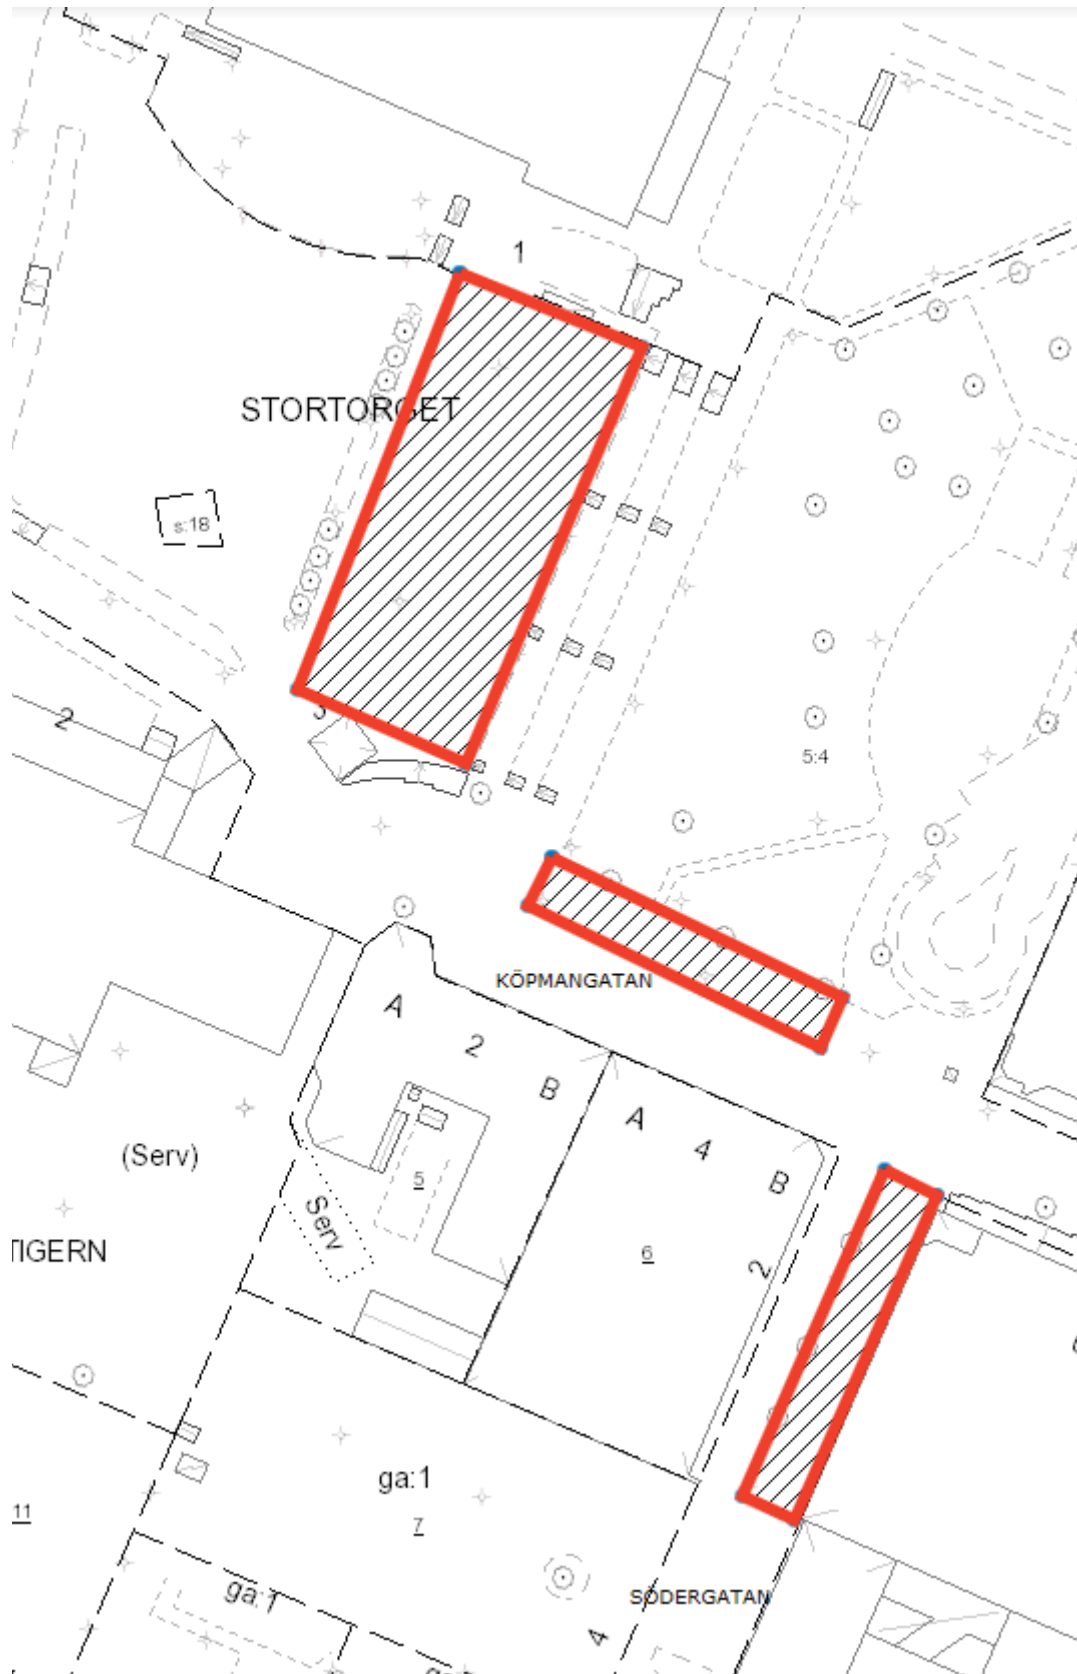 1
STORTORGET
s:18
2
3
5:4
KÖPMANGATAN
A
2
B
A
4
B
(Serv)
5
Serv
TIGERN
6
2
ga:1
7
11
ga:1
SÖDERGATAN
4